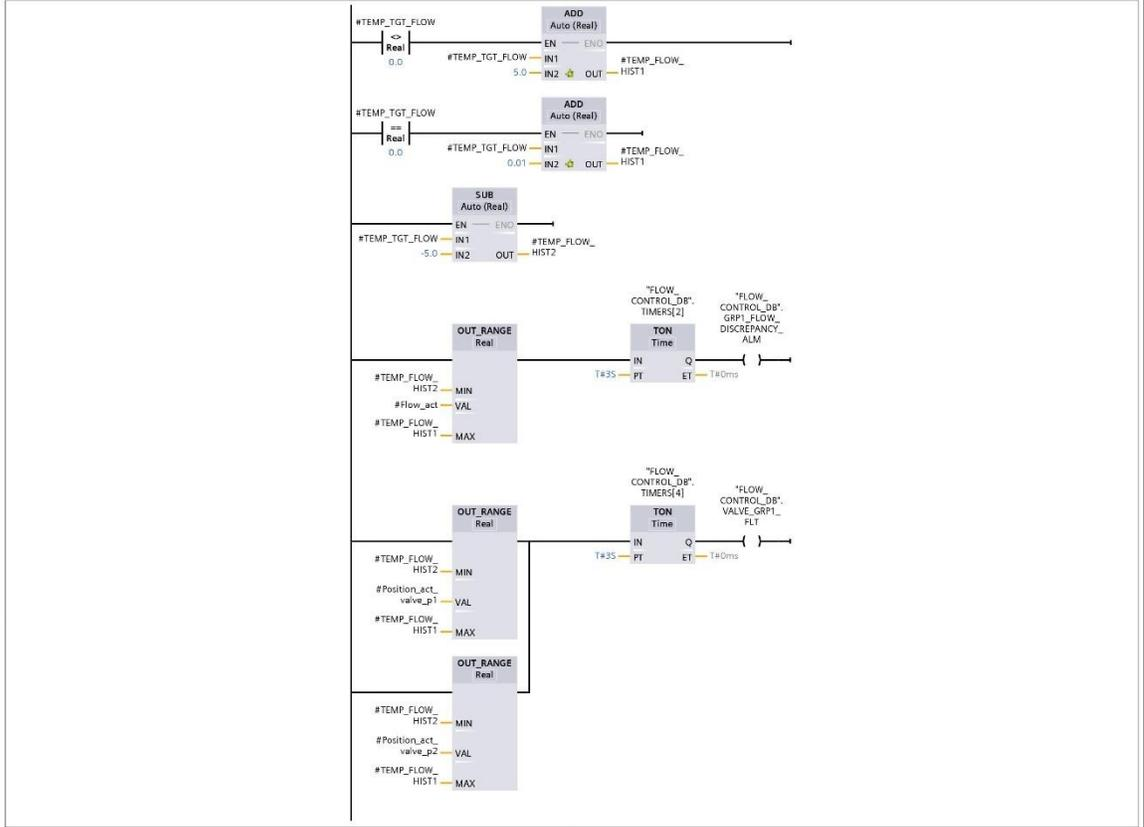 #TEMP_TGT_FLOW
<>
Real
0.0
ADD
Auto (Real)
EN
ENO
#TEMP_TGT_FLOW
IN1
5.0
IN2
OUT
#TEMP_FLOW_
HIST1
#TEMP_TGT_FLOW
==
Real
0.0
ADD
Auto (Real)
EN
ENO
#TEMP_TGT_FLOW
IN1
0.01
IN2
OUT
#TEMP_FLOW_
HIST1
SUB
Auto (Real)
EN
ENO
#TEMP_TGT_FLOW
IN1
-5.0
IN2
OUT
#TEMP_FLOW_
HIST2
OUT_RANGE
Real
#TEMP_FLOW_
HIST2
MIN
#Flow_act
VAL
#TEMP_FLOW_
HIST1
MAX
"FLOW_
CONTROL_DB".
TIMERS[2]
TON
Time
IN
Q
T#3S
PT
ET
T#0ms
"FLOW_
CONTROL_DB".
GRP1_FLOW_
DISCREPANCY_
ALM
OUT_RANGE
Real
#TEMP_FLOW_
HIST2
MIN
#Position_act_
valve_p1
VAL
#TEMP_FLOW_
HIST1
MAX
"FLOW_
CONTROL_DB".
TIMERS[4]
TON
Time
IN
Q
T#3S
PT
ET
T#0ms
"FLOW_
CONTROL_DB".
VALVE_GRP1_
FLT
OUT_RANGE
Real
#TEMP_FLOW_
HIST2
MIN
#Position_act_
valve_p2
VAL
#TEMP_FLOW_
HIST1
MAX